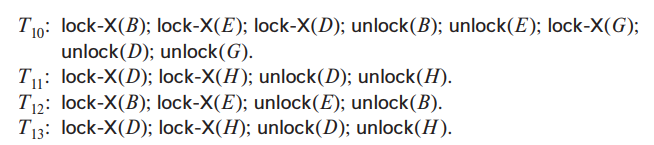 T10: lock-X(B); lock-X(E); lock-X(D); unlock(B); unlock(E); lock-X(G);
unlock(D); unlock(G).
T11: lock-X(D); lock-X(H); unlock(D); unlock(H).
T12: lock-X(B); lock-X(E); unlock(E); unlock(B).
T13: lock-X(D); lock-X(H); unlock(D); unlock(H).